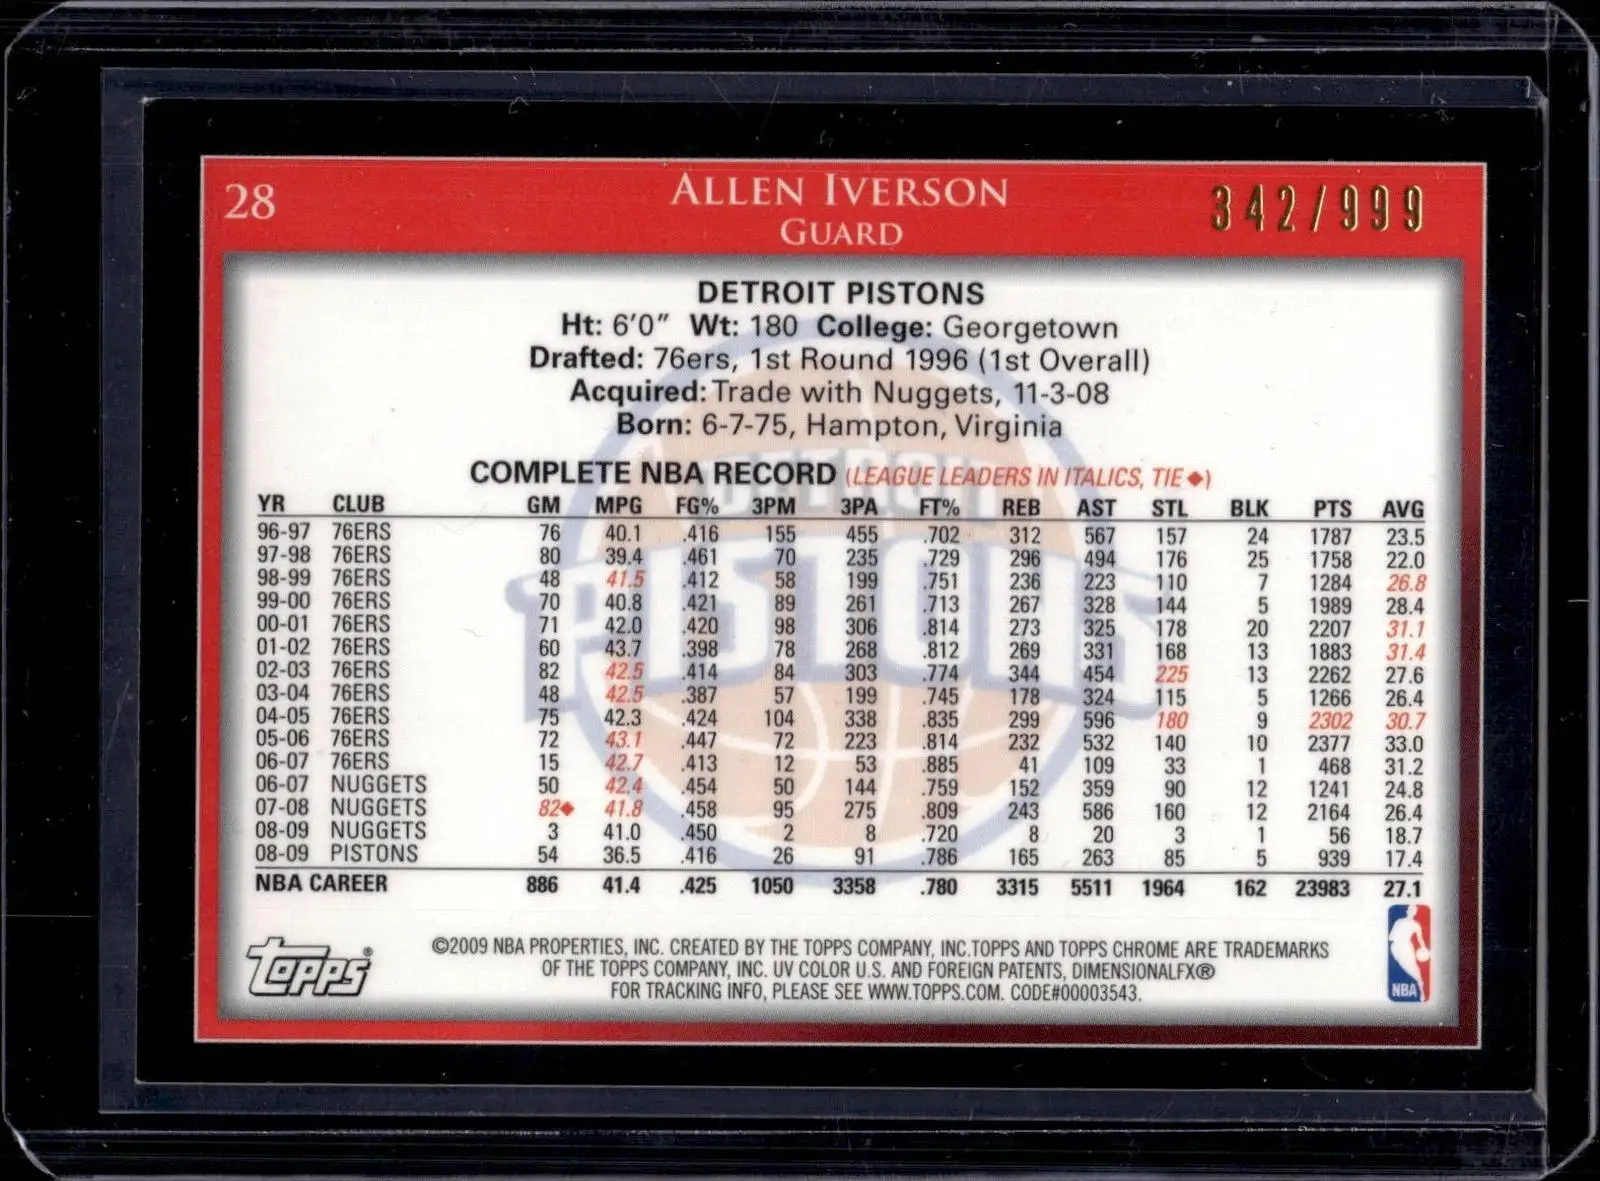 28 ALLEN IVERSON 342/999
GUARD
DETROIT PISTONS
Ht: 6'0" Wt: 180 College: Georgetown
Drafted: 76ers, 1st Round 1996 (1st Overall)
Acquired: Trade with Nuggets, 11-3-08
Born: 6-7-75, Hampton, Virginia
COMPLETE NBA RECORD (LEAGUE LEADERS IN ITALICS, TIE◆)
YR CLUB GM MPG FG% 3PM 3PA FT% REB AST STL BLK PTS AVG
96-97 76ERS 76 40.1 .416 155 455 .702 312 567 157 24 1787 23.5
97-98 76ERS 80 39.4 .461 70 235 .729 296 494 176 25 1758 22.0
98-99 76ERS 48 41.5 .412 58 199 .751 236 223 110 7 1284 26.8
99-00 76ERS 70 40.8 .421 89 261 .713 267 328 144 5 1989 28.4
00-01 76ERS 71 42.0 .420 98 306 .814 273 325 178 20 2207 31.1
01-02 76ERS 60 43.7 .398 78 268 .812 269 331 168 13 1883 31.4
02-03 76ERS 82 42.5 .414 84 303 .774 344 454 225 13 2262 27.6
03-04 76ERS 48 42.5 .387 57 199 .745 178 324 115 5 1266 26.4
04-05 76ERS 75 42.3 .424 104 338 .835 299 596 180 9 2302 30.7
05-06 76ERS 72 43.1 .447 72 223 .814 232 532 140 10 2377 33.0
06-07 76ERS 15 42.7 .413 12 53 .885 41 109 33 1 468 31.2
06-07 NUGGETS 50 42.4 .454 50 144 .759 152 359 90 12 1241 24.8
07-08 NUGGETS 82◆ 41.8 .458 95 275 .809 243 586 160 12 2164 26.4
08-09 NUGGETS 3 41.0 .450 2 8 .720 8 20 3 1 56 18.7
08-09 PISTONS 54 36.5 .416 26 91 .786 165 263 85 5 939 17.4
NBA CAREER 886 41.4 .425 1050 3358 .780 3315 5511 1964 162 23983 27.1
DETROIT
PISTONS
TOPPS®
©2009 NBA PROPERTIES, INC. CREATED BY THE TOPPS COMPANY, INC.TOPPS AND TOPPS CHROME ARE TRADEMARKS
OF THE TOPPS COMPANY, INC. UV COLOR U.S. AND FOREIGN PATENTS, DIMENSIONALFX®
FOR TRACKING INFO, PLEASE SEE WWW.TOPPS.COM. CODE#00003543.
NBA